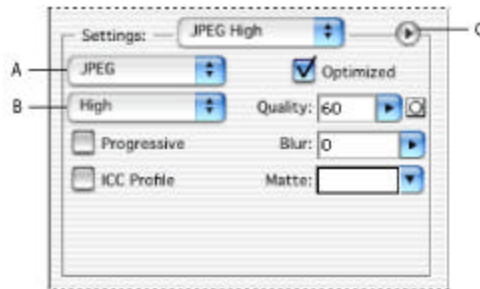 Settings: JPEG High C
A JPEG Optimized
B High Quality: 60
Progressive Blur: 0
ICC Profile Matte: